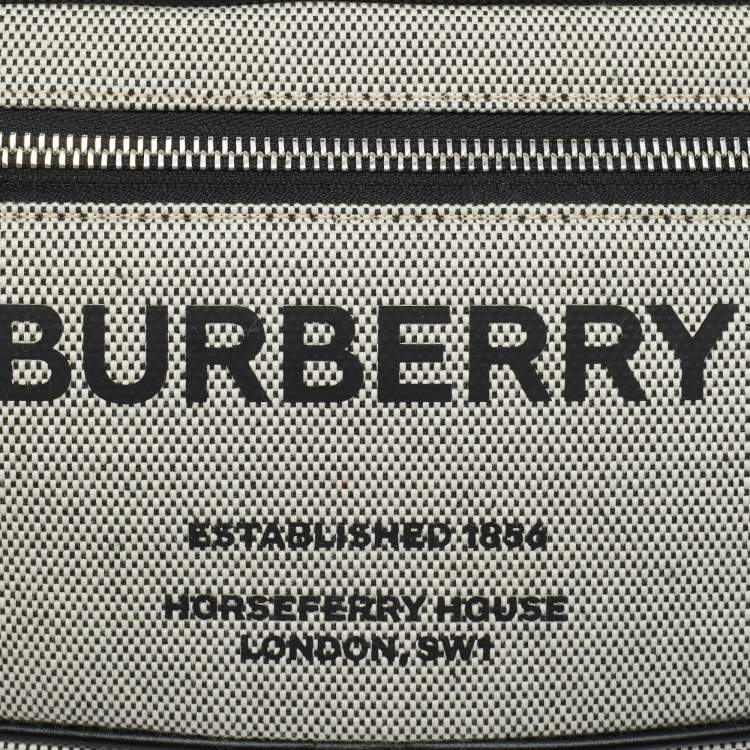 BURBERRY
ESTABLISHED 1856
HORSEFERRY HOUSE
LONDON, SW1